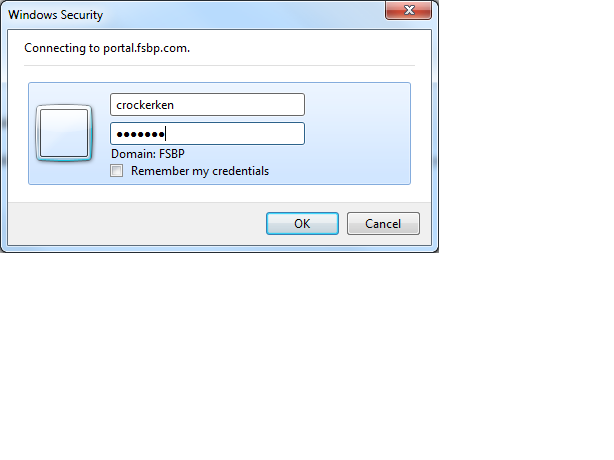 Windows Security
Connecting to portal.fsbp.com.
crockerken
●●●●●●●
Domain: FSBP
Remember my credentials
OK
Cancel